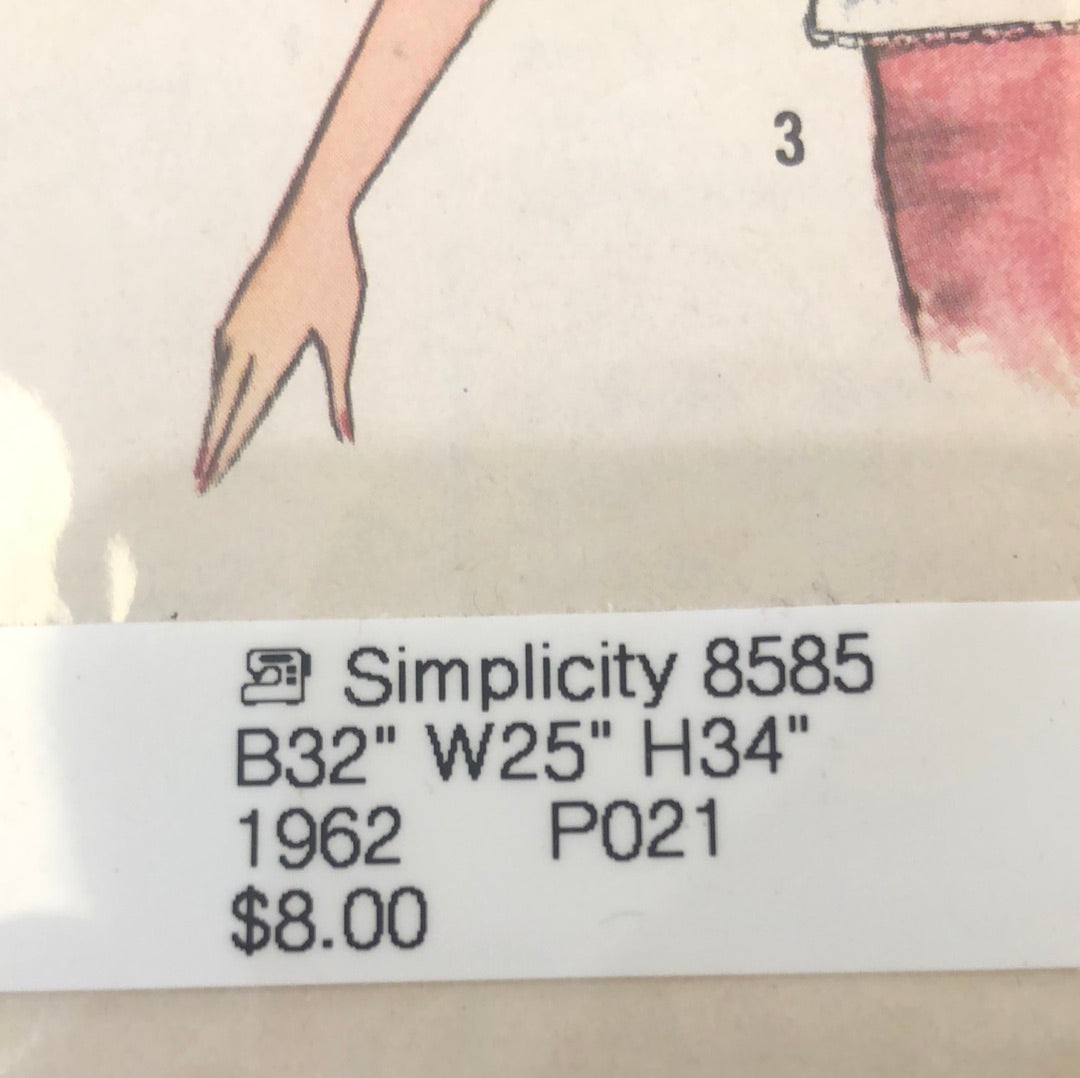 3
Simplicity 8585
B32" W25" H34"
1962 P021
$8.00